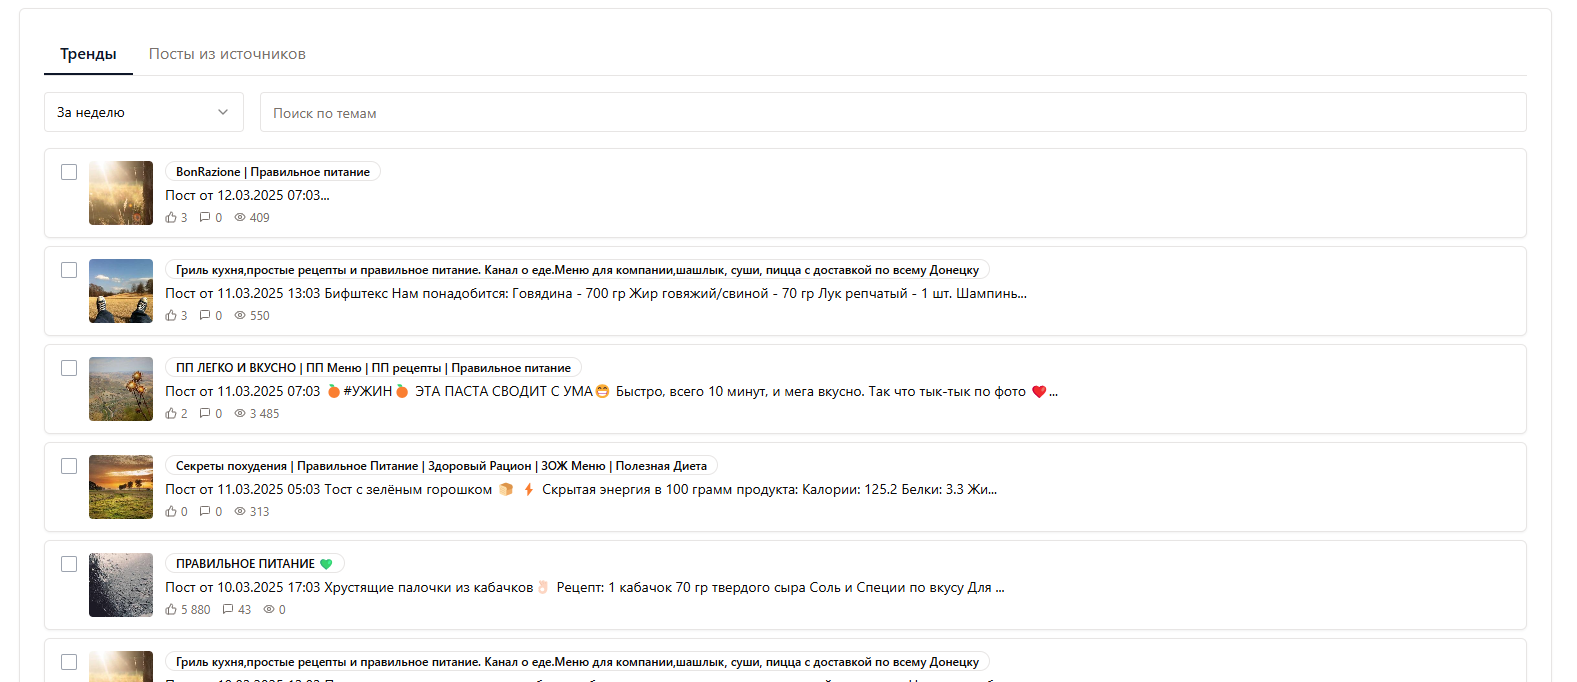 Тренды Посты из источников
За неделю Поиск по темам
BonRazione | Правильное питание
Пост от 12.03.2025 07:03...
3 0 409
Гриль кухня,простые рецепты и правильное питание. Канал о еде.Меню для компании,шашлык, суши, пицца с доставкой по всему Донецку
Пост от 11.03.2025 13:03 Бифштекс Нам понадобится: Говядина - 700 гр Жир говяжий/свиной - 70 гр Лук репчатый - 1 шт. Шампинь...
3 0 550
ПП ЛЕГКО И ВКУСНО | ПП Меню | ПП рецепты | Правильное питание
Пост от 11.03.2025 07:03 🍑#УЖИН🍑 ЭТА ПАСТА СВОДИТ С УМА😁 Быстро, всего 10 минут, и мега вкусно. Так что тык-тык по фото ❤️...
2 0 3 485
Секреты похудения | Правильное Питание | Здоровый Рацион | ЗОЖ Меню | Полезная Диета
Пост от 11.03.2025 05:03 Тост с зелёным горошком 🍞 ⚡ Скрытая энергия в 100 грамм продукта: Калории: 125.2 Белки: 3.3 Жи...
0 0 313
ПРАВИЛЬНОЕ ПИТАНИЕ 💚
Пост от 10.03.2025 17:03 Хрустящие палочки из кабачков👌🏻 Рецепт: 1 кабачок 70 гр твердого сыра Соль и Специи по вкусу Для ...
5 880 43 0
Гриль кухня,простые рецепты и правильное питание. Канал о еде.Меню для компании,шашлык, суши, пицца с доставкой по всему Донецку